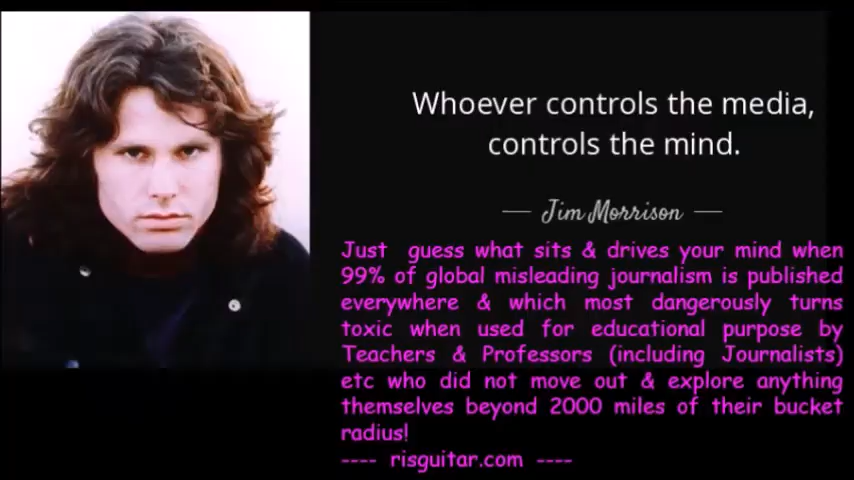 Whoever controls the media,
controls the mind.
— Jim Morrison —
Just guess what sits & drives your mind when
99% of global misleading journalism is published
everywhere & which most dangerously turns
toxic when used for educational purpose by
Teachers & Professors (including Journalists)
etc who did not move out & explore anything
themselves beyond 2000 miles of their bucket
radius!
---- risguitar.com ----